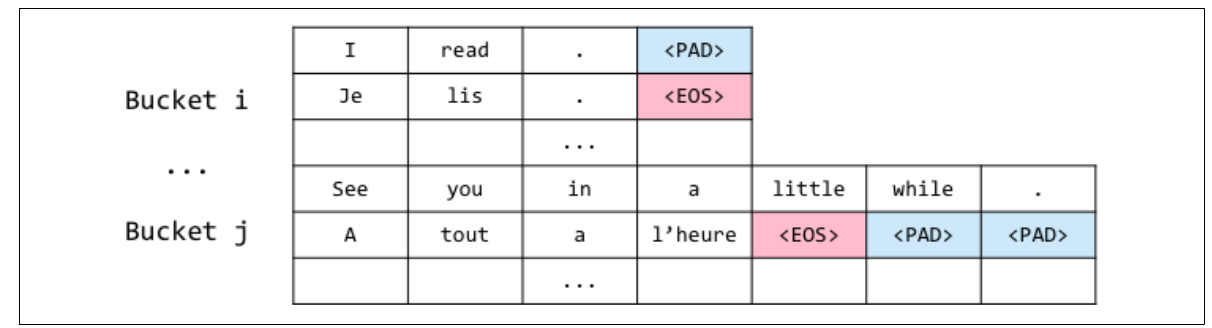 I read . <PAD>
Bucket i Je lis . <EOS>
...
...
See you in a little while .
Bucket j A tout a l’heure <EOS> <PAD> <PAD>
...